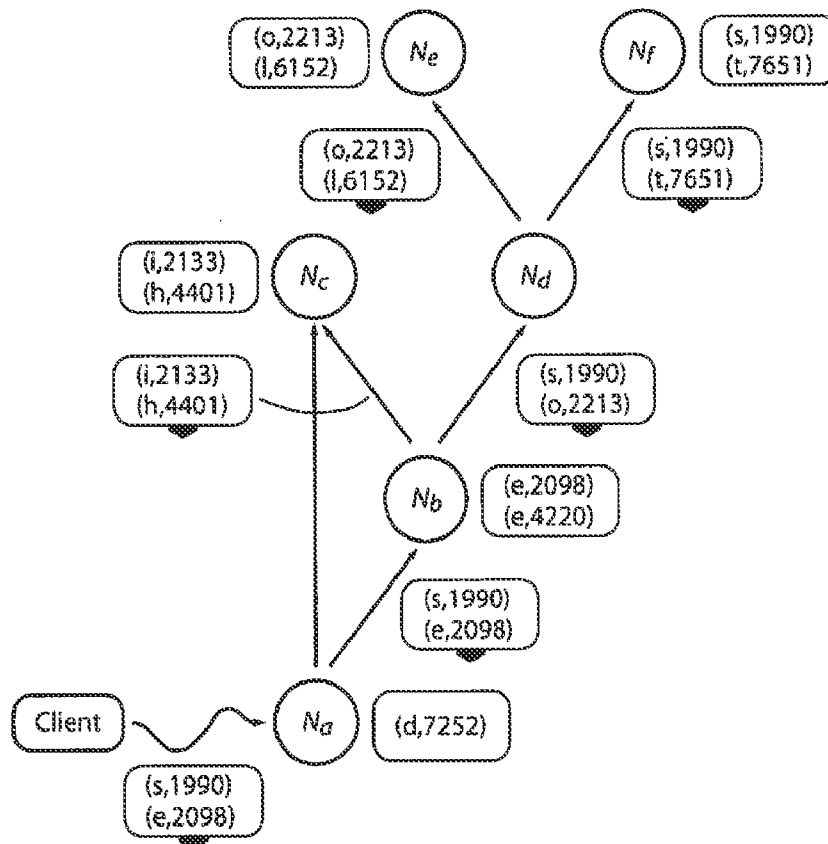 (o,2213)
(l,6152)
Ne
Nf
(s,1990)
(t,7651)
(o,2213)
(l,6152)
(s,1990)
(t,7651)
(i,2133)
(h,4401)
Nc
Nd
(i,2133)
(h,4401)
(s,1990)
(o,2213)
Nb
(e,2098)
(e,4220)
(s,1990)
(e,2098)
Client
Na
(d,7252)
(s,1990)
(e,2098)